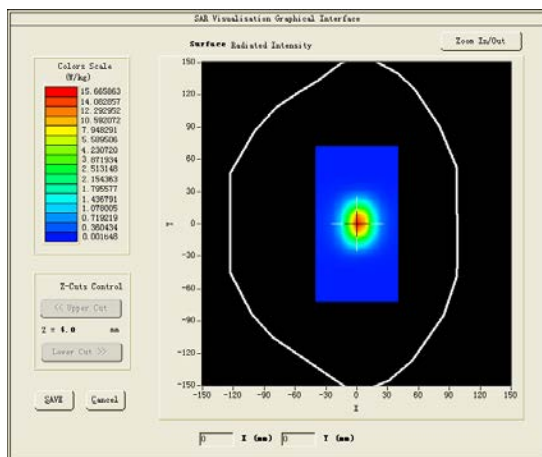 SAR Visualisation Graphical Interface
Surface Radiated Intensity
Zoom In/Out
Colors Scale
(W/kg)
15.665863
14.082857
12.292952
10.592072
7.948291
5.589506
4.230720
3.871934
2.513148
2.154363
1.795577
1.436791
1.078005
0.719219
0.360434
0.001648
Z-Cuts Control
<< Upper Cut
Z = 4.0 mm
Lower Cut >>
SAVE
Cancel
150
120
90
60
30
0
-30
-60
-90
-120
-150
Y
-150 -120 -90 -60 -30 0 30 60 90 120 150
X
0 X (mm) 0 Y (mm)